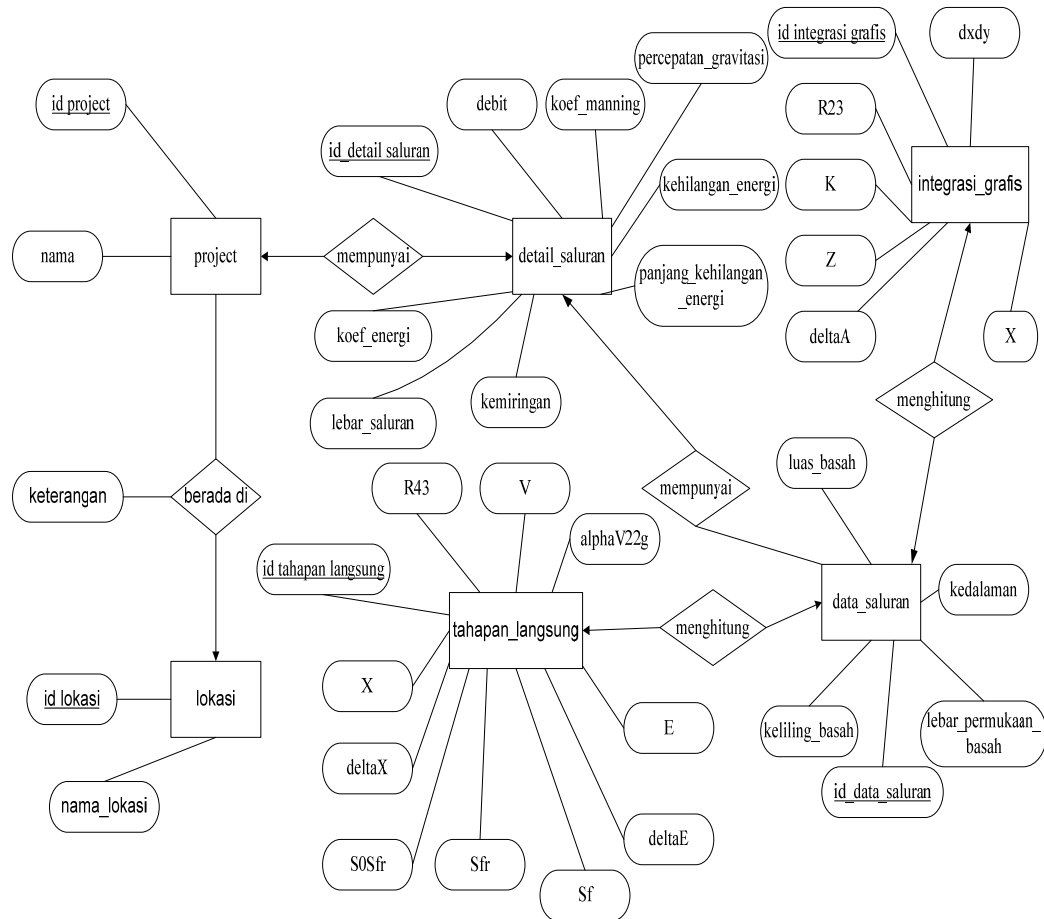 id integrasi grafis
dxdy
percepatan_gravitasi
id project
debit
koef_manning
R23
id_detail saluran
integrasi_grafis
K
kehilangan_energi
nama
project
mempunyai
detail_saluran
Z
panjang_kehilangan
_energi
koef_energi
deltaA
X
kemiringan
menghitung
lebar_saluran
luas_basah
keterangan
berada di
R43
V
mempunyai
alphaV22g
id tahapan langsung
data_saluran
kedalaman
tahapan_langsung
menghitung
X
id lokasi
lokasi
E
keliling_basah
lebar_permukaan_
basah
deltaX
id_data_saluran
nama_lokasi
deltaE
S0Sfr
Sfr
Sf